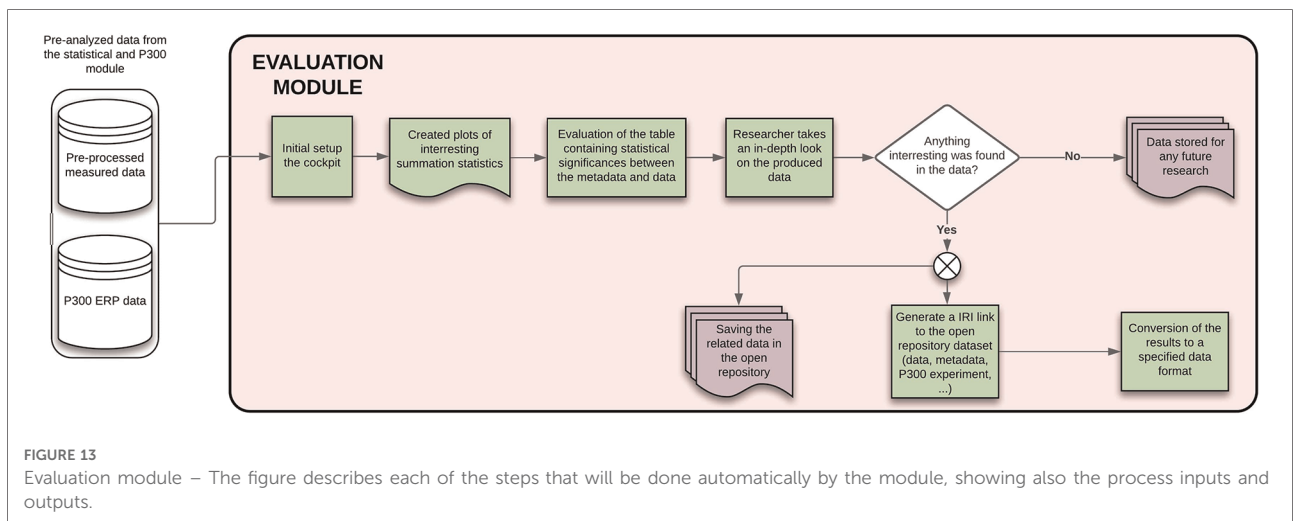 Pre-analyzed data from
the statistical and P300
module
Pre-processed
measured data
P300 ERP data
EVALUATION
MODULE
Initial setup
the cockpit
Created plots of
interresting
summation statistics
Evaluation of the table
containing statistical
significances between
the metadata and data
Researcher takes
an in-depth look
on the produced
data
Anything
interresting was found
in the data?
No
Data stored for
any future
research
Yes
Saving the
related data in
the open
repository
Generate a IRI link
to the open
repository dataset
(data, metadata,
P300 experiment,
...)
Conversion of the
results to a
specified data
format
FIGURE 13
Evaluation module – The figure describes each of the steps that will be done automatically by the module, showing also the process inputs and
outputs.